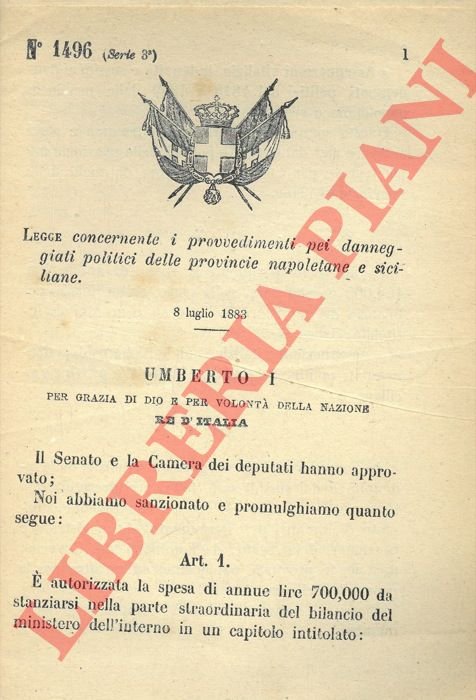 N° 1496 (Serie 3ª) 1
LEGGE concernente i provvedimenti pei danneg-
giati politici delle provincie napoletane e sici-
liane.
8 luglio 1883
UMBERTO I
PER GRAZIA DI DIO E PER VOLONTÀ DELLA NAZIONE
RE D'ITALIA
Il Senato e la Camera dei deputati hanno appro-
vato;
Noi abbiamo sanzionato e promulghiamo quanto
segue:
Art. 1.
È autorizzata la spesa di annue lire 700,000 da
stanziarsi nella parte straordinaria del bilancio del
ministero dell'interno in un capitolo intitolato:
LIBRERIA PIANI